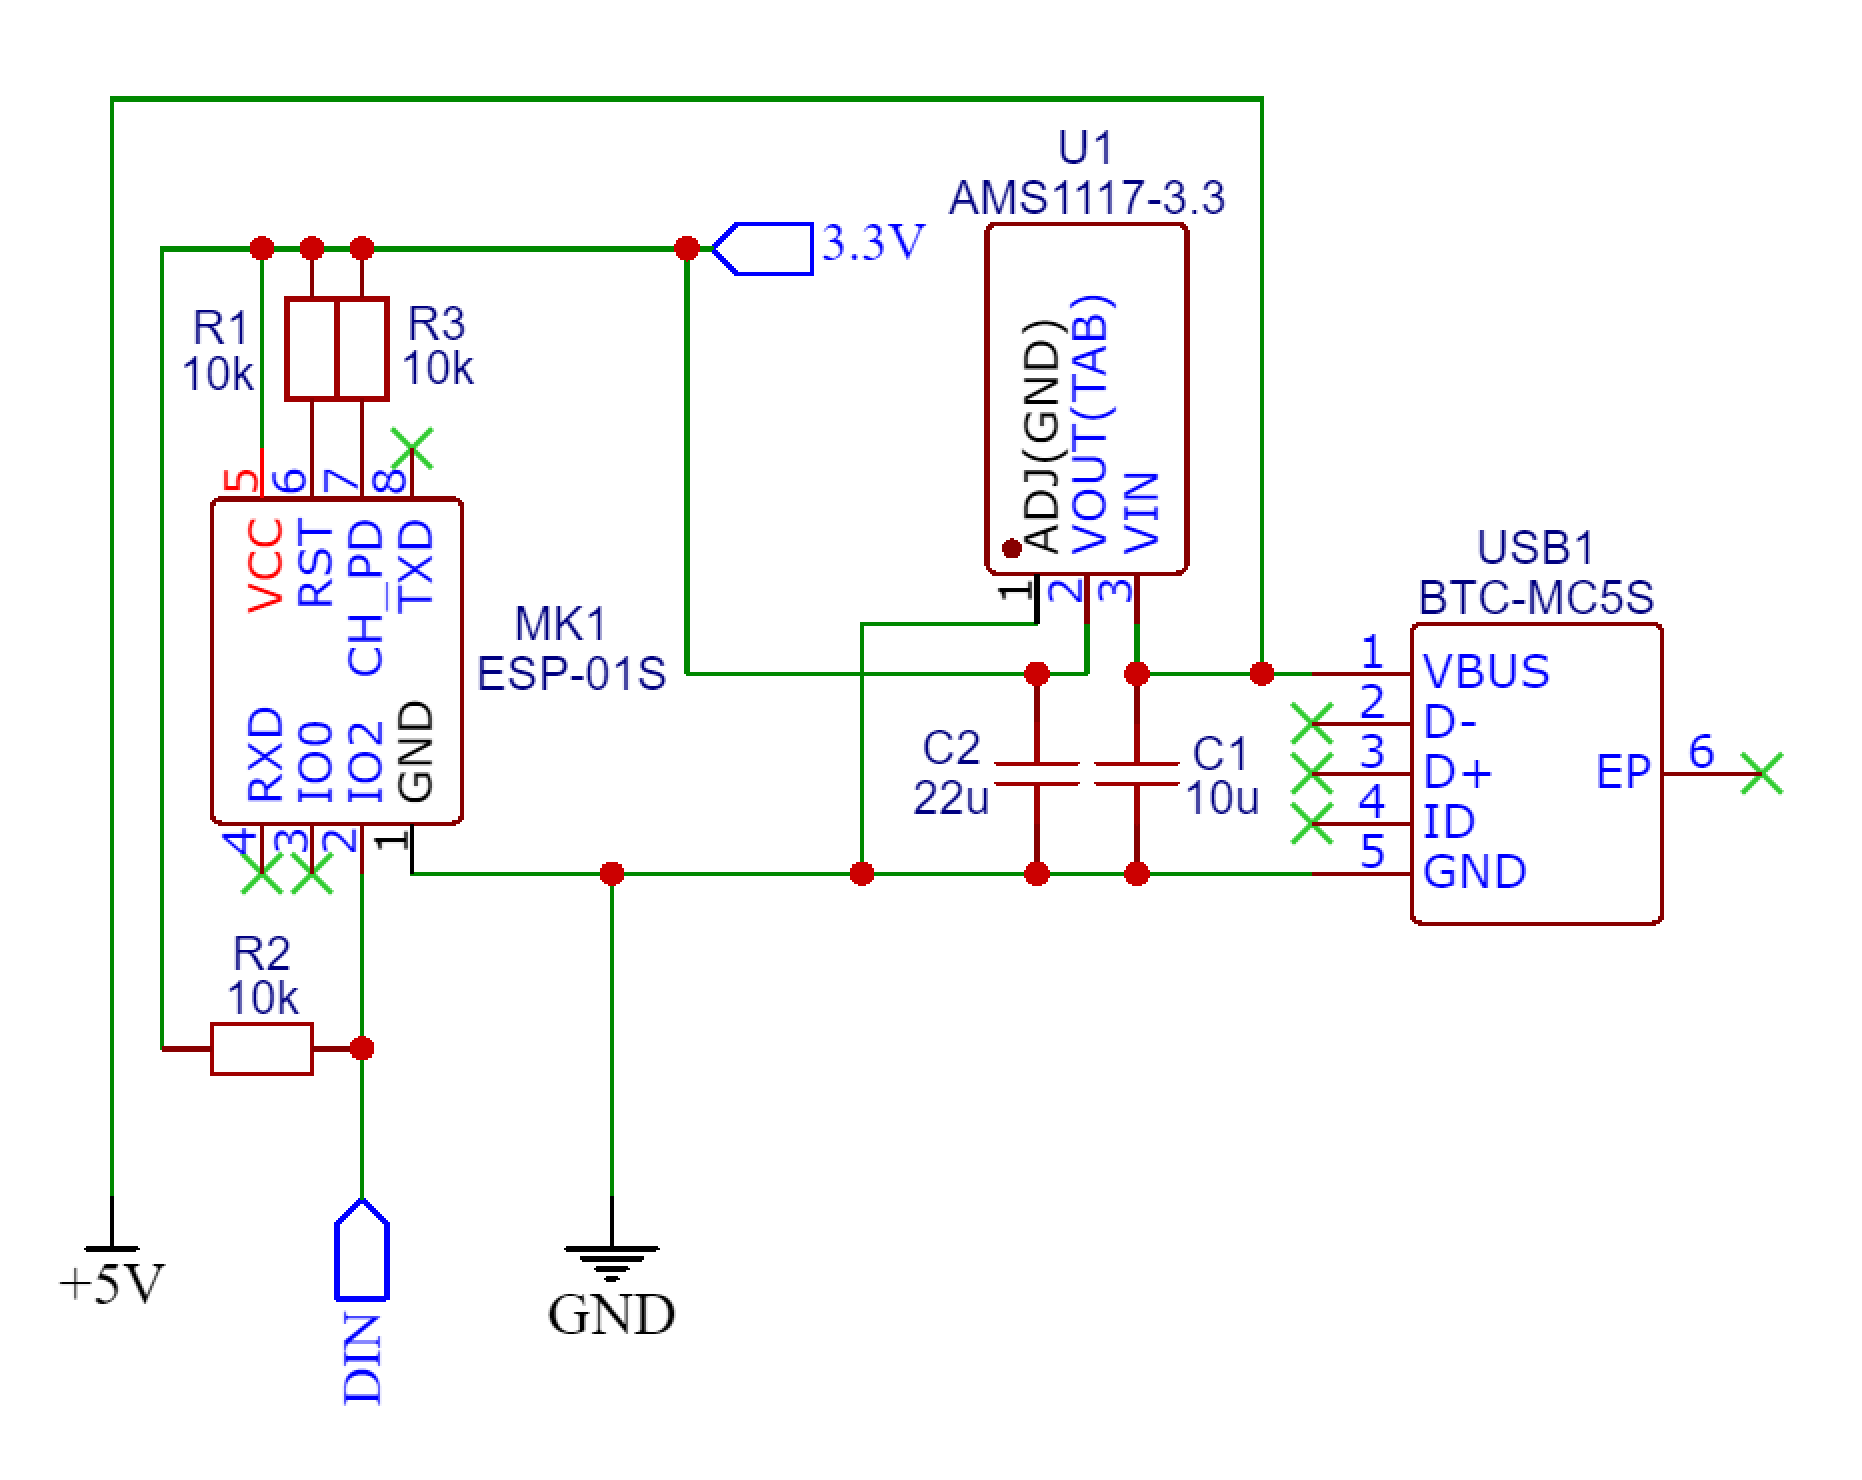 U1
AMS1117-3.3
3.3V
R1
10k
R3
10k
ADJ(GND)
VOUT(TAB)
VIN
1
2
3
5
6
7
8
VCC
RST
CH_PD
TXD
MK1
ESP-01S
RXD
IO0
IO2
GND
4
3
2
1
USB1
BTC-MC5S
1
VBUS
2
D-
3
D+
4
ID
5
GND
EP
6
C2
22u
C1
10u
R2
10k
+5V
DIN
GND